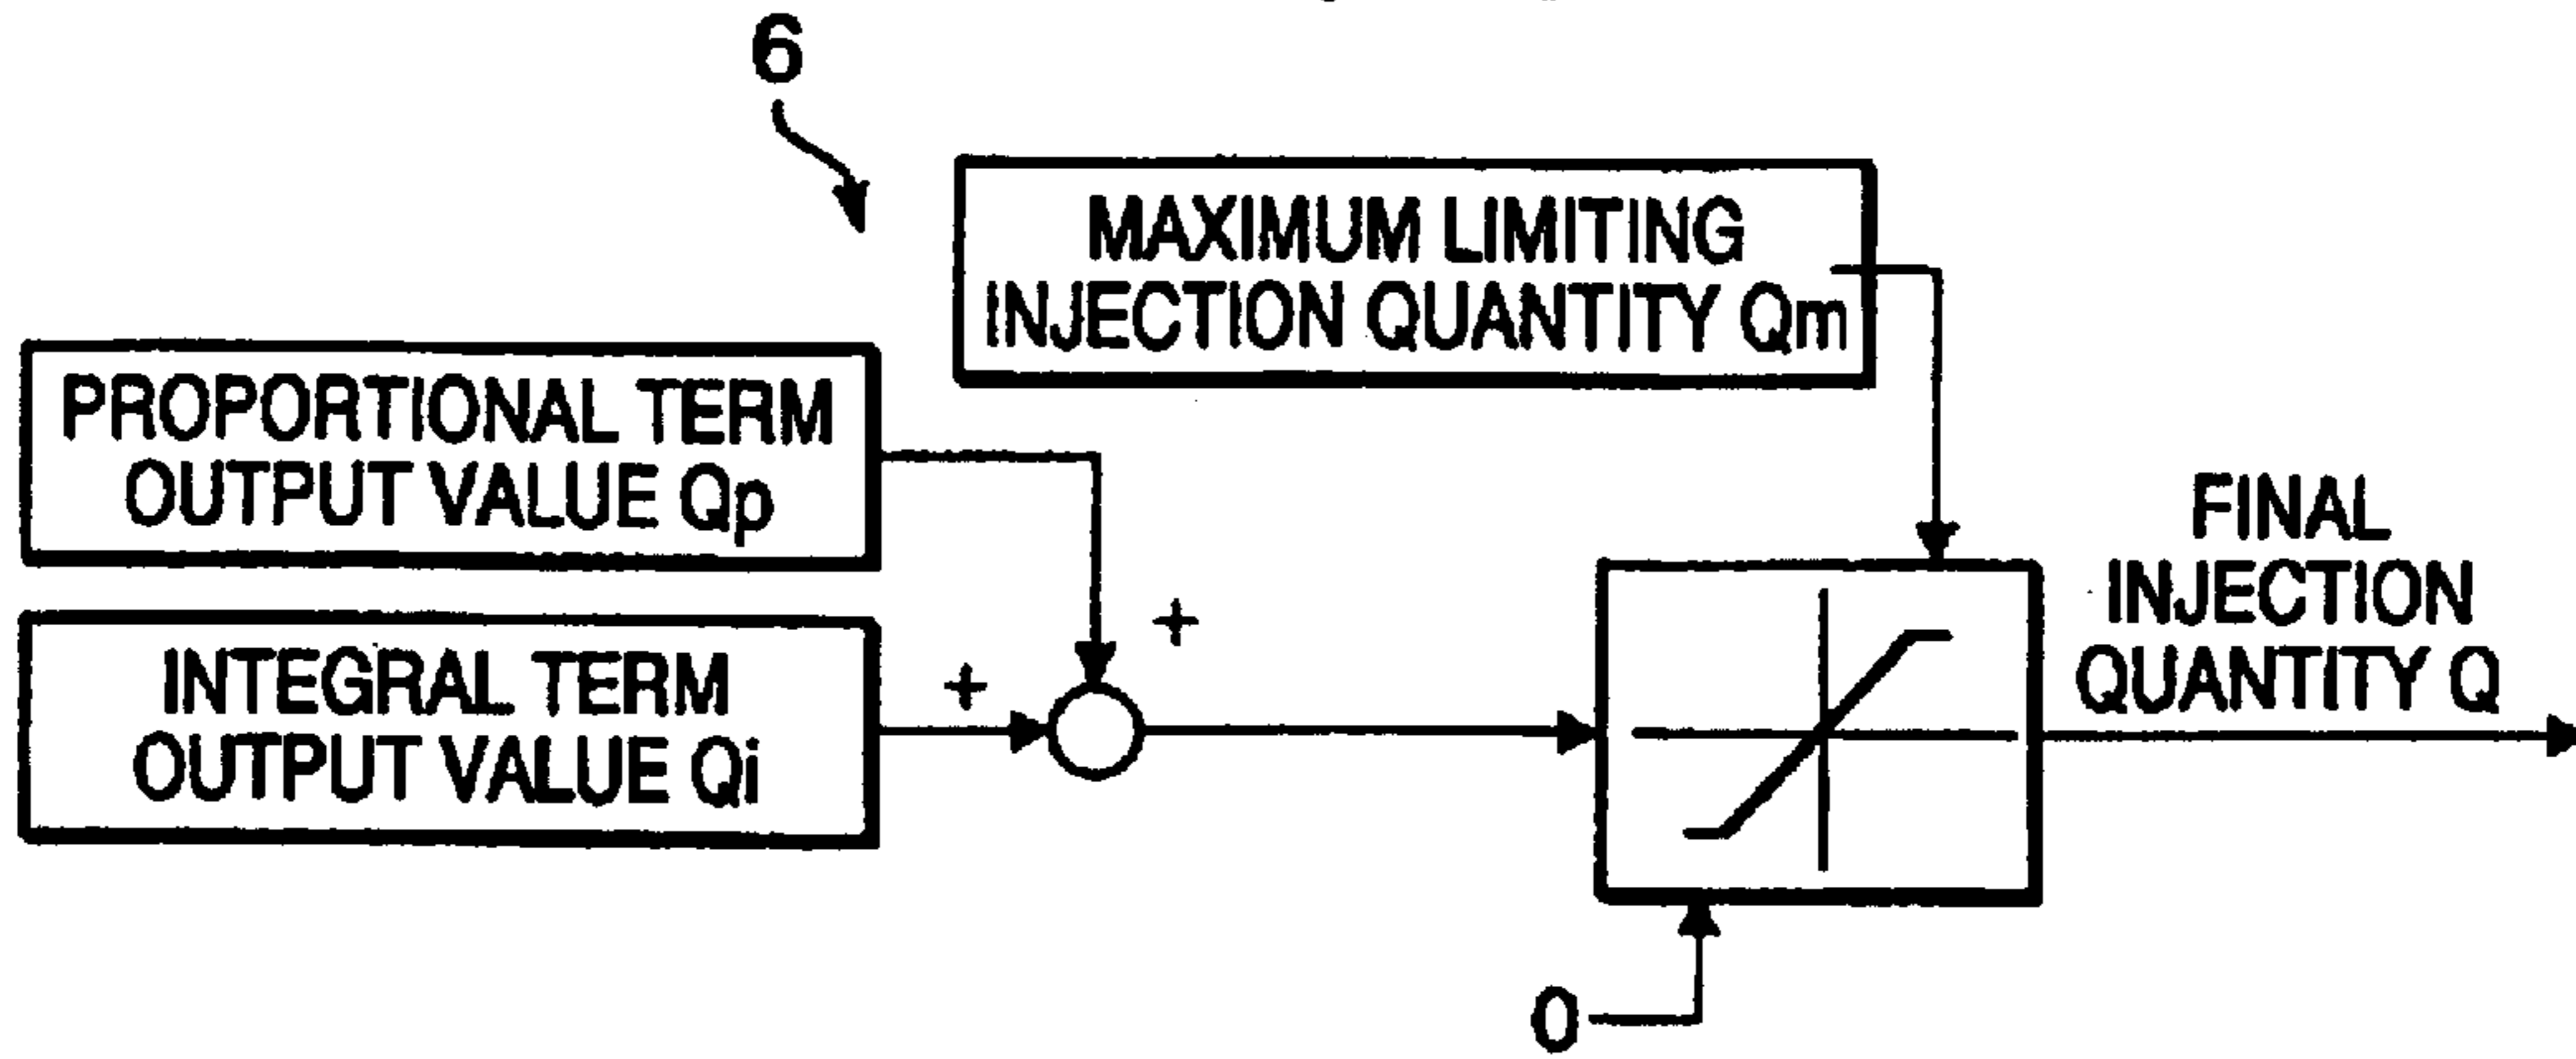 6
MAXIMUM LIMITING
INJECTION QUANTITY Qm
PROPORTIONAL TERM
OUTPUT VALUE Qp
+
INTEGRAL TERM
OUTPUT VALUE Qi
+
FINAL
INJECTION
QUANTITY Q
0